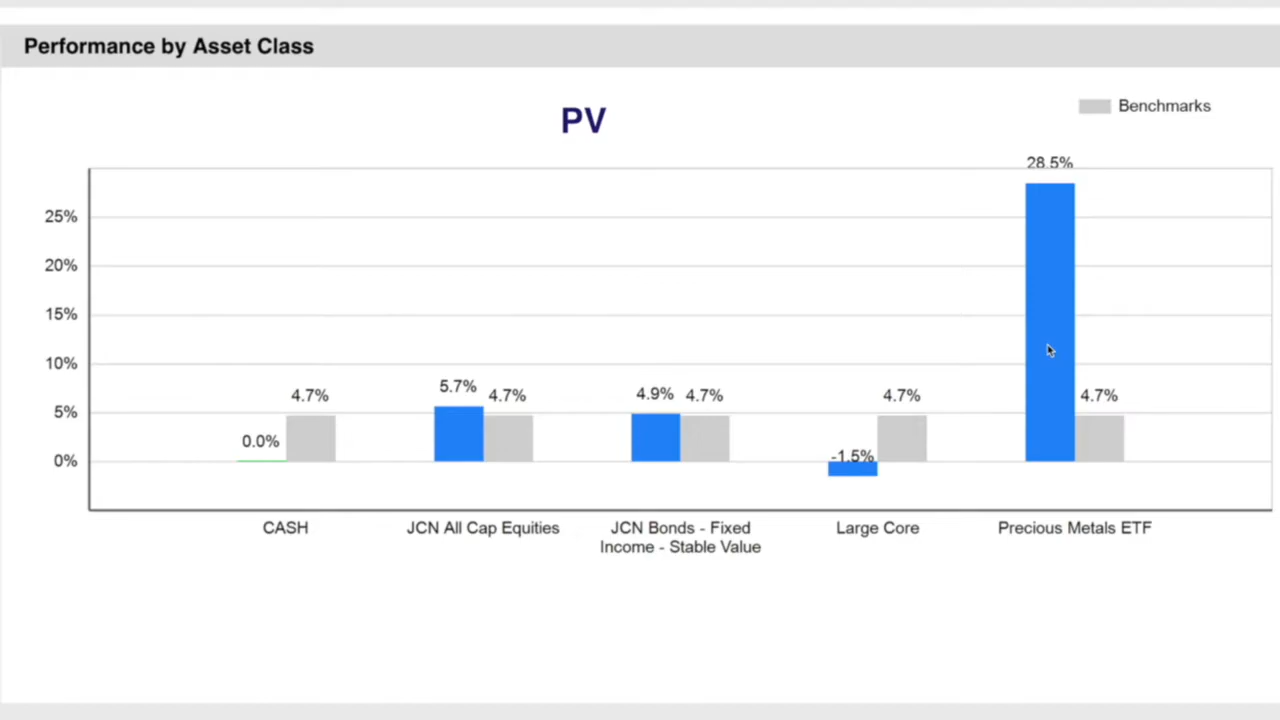 Performance by Asset Class
PV
Benchmarks
28.5%
25%
20%
15%
10%
5%
0%
0.0%
4.7%
5.7%
4.7%
4.9%
4.7%
-1.5%
4.7%
4.7%
CASH
JCN All Cap Equities
JCN Bonds - Fixed
Income - Stable Value
Large Core
Precious Metals ETF